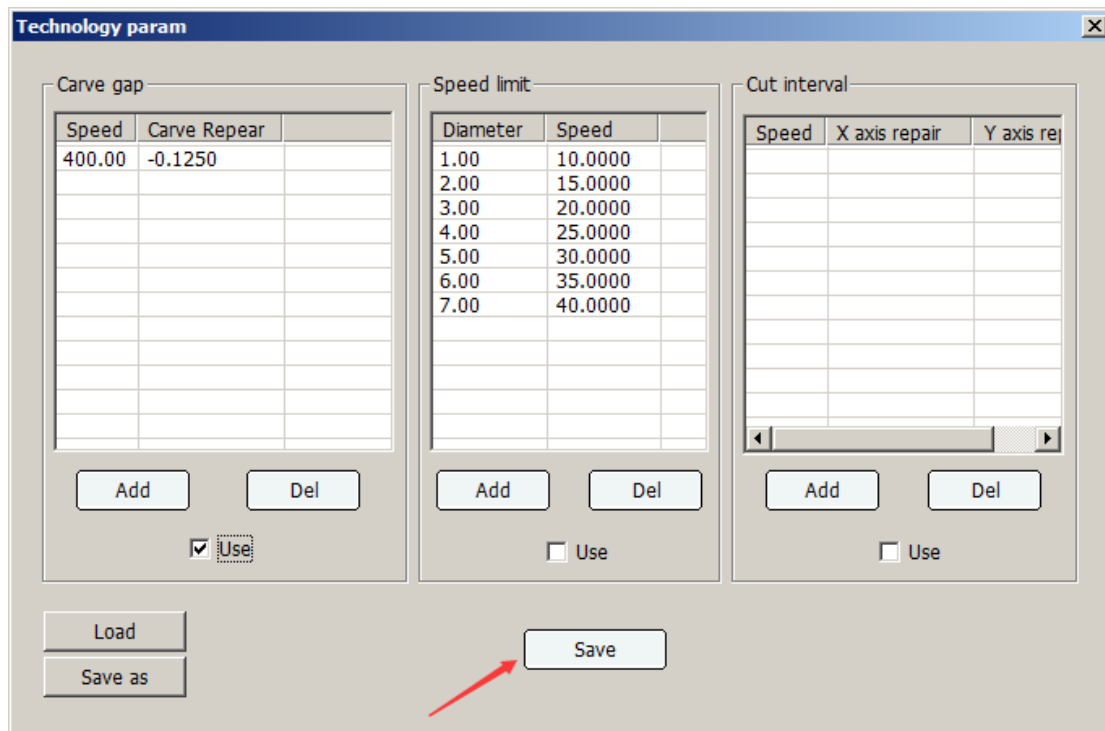 Technology param
Carve gap
Speed Carve Repear
400.00 -0.1250
Add Del
Use
Speed limit
Diameter Speed
1.00 10.0000
2.00 15.0000
3.00 20.0000
4.00 25.0000
5.00 30.0000
6.00 35.0000
7.00 40.0000
Add Del
Use
Cut interval
Speed X axis repair Y axis rep
Add Del
Use
Load
Save as
Save